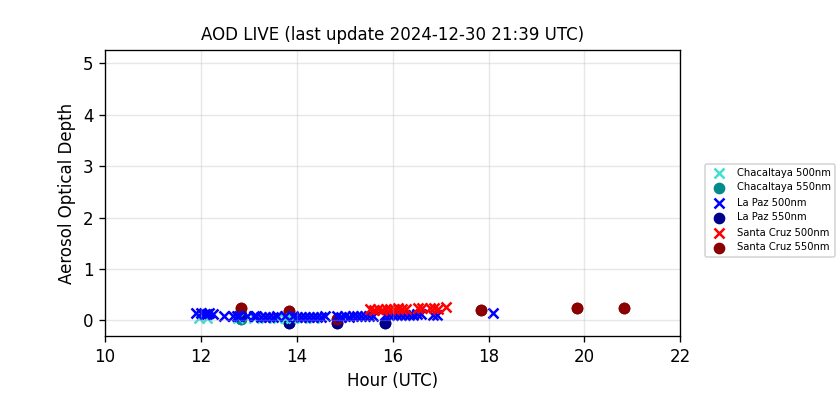 AOD LIVE (last update 2024-12-30 21:39 UTC)
Aerosol Optical Depth
5
4
3
2
1
0
10 12 14 16 18 20 22
Hour (UTC)
Chacaltaya 500nm
Chacaltaya 550nm
La Paz 500nm
La Paz 550nm
Santa Cruz 500nm
Santa Cruz 550nm